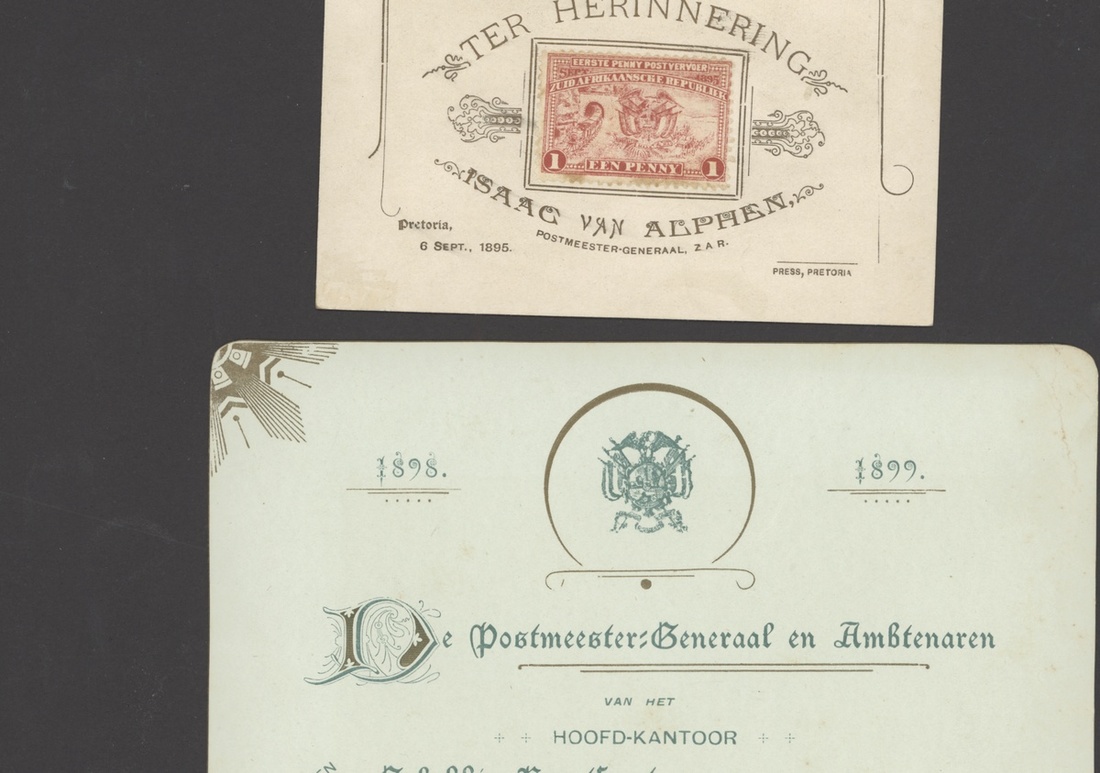 TER HERINNERING
EERSTE PENNY POSTVERVOER
SEPT. 1895
ZUID AFRIKAANSCHE REPUBLIEK
1 EEN PENNY 1
ISAAC VAN ALPHEN,
POSTMEESTER-GENERAAL, Z.A.R.
Pretoria,
6 SEPT., 1895.
PRESS, PRETORIA
1898. 1899.
De Postmeester-Generaal en Ambtenaren
VAN HET
HOOFD-KANTOOR